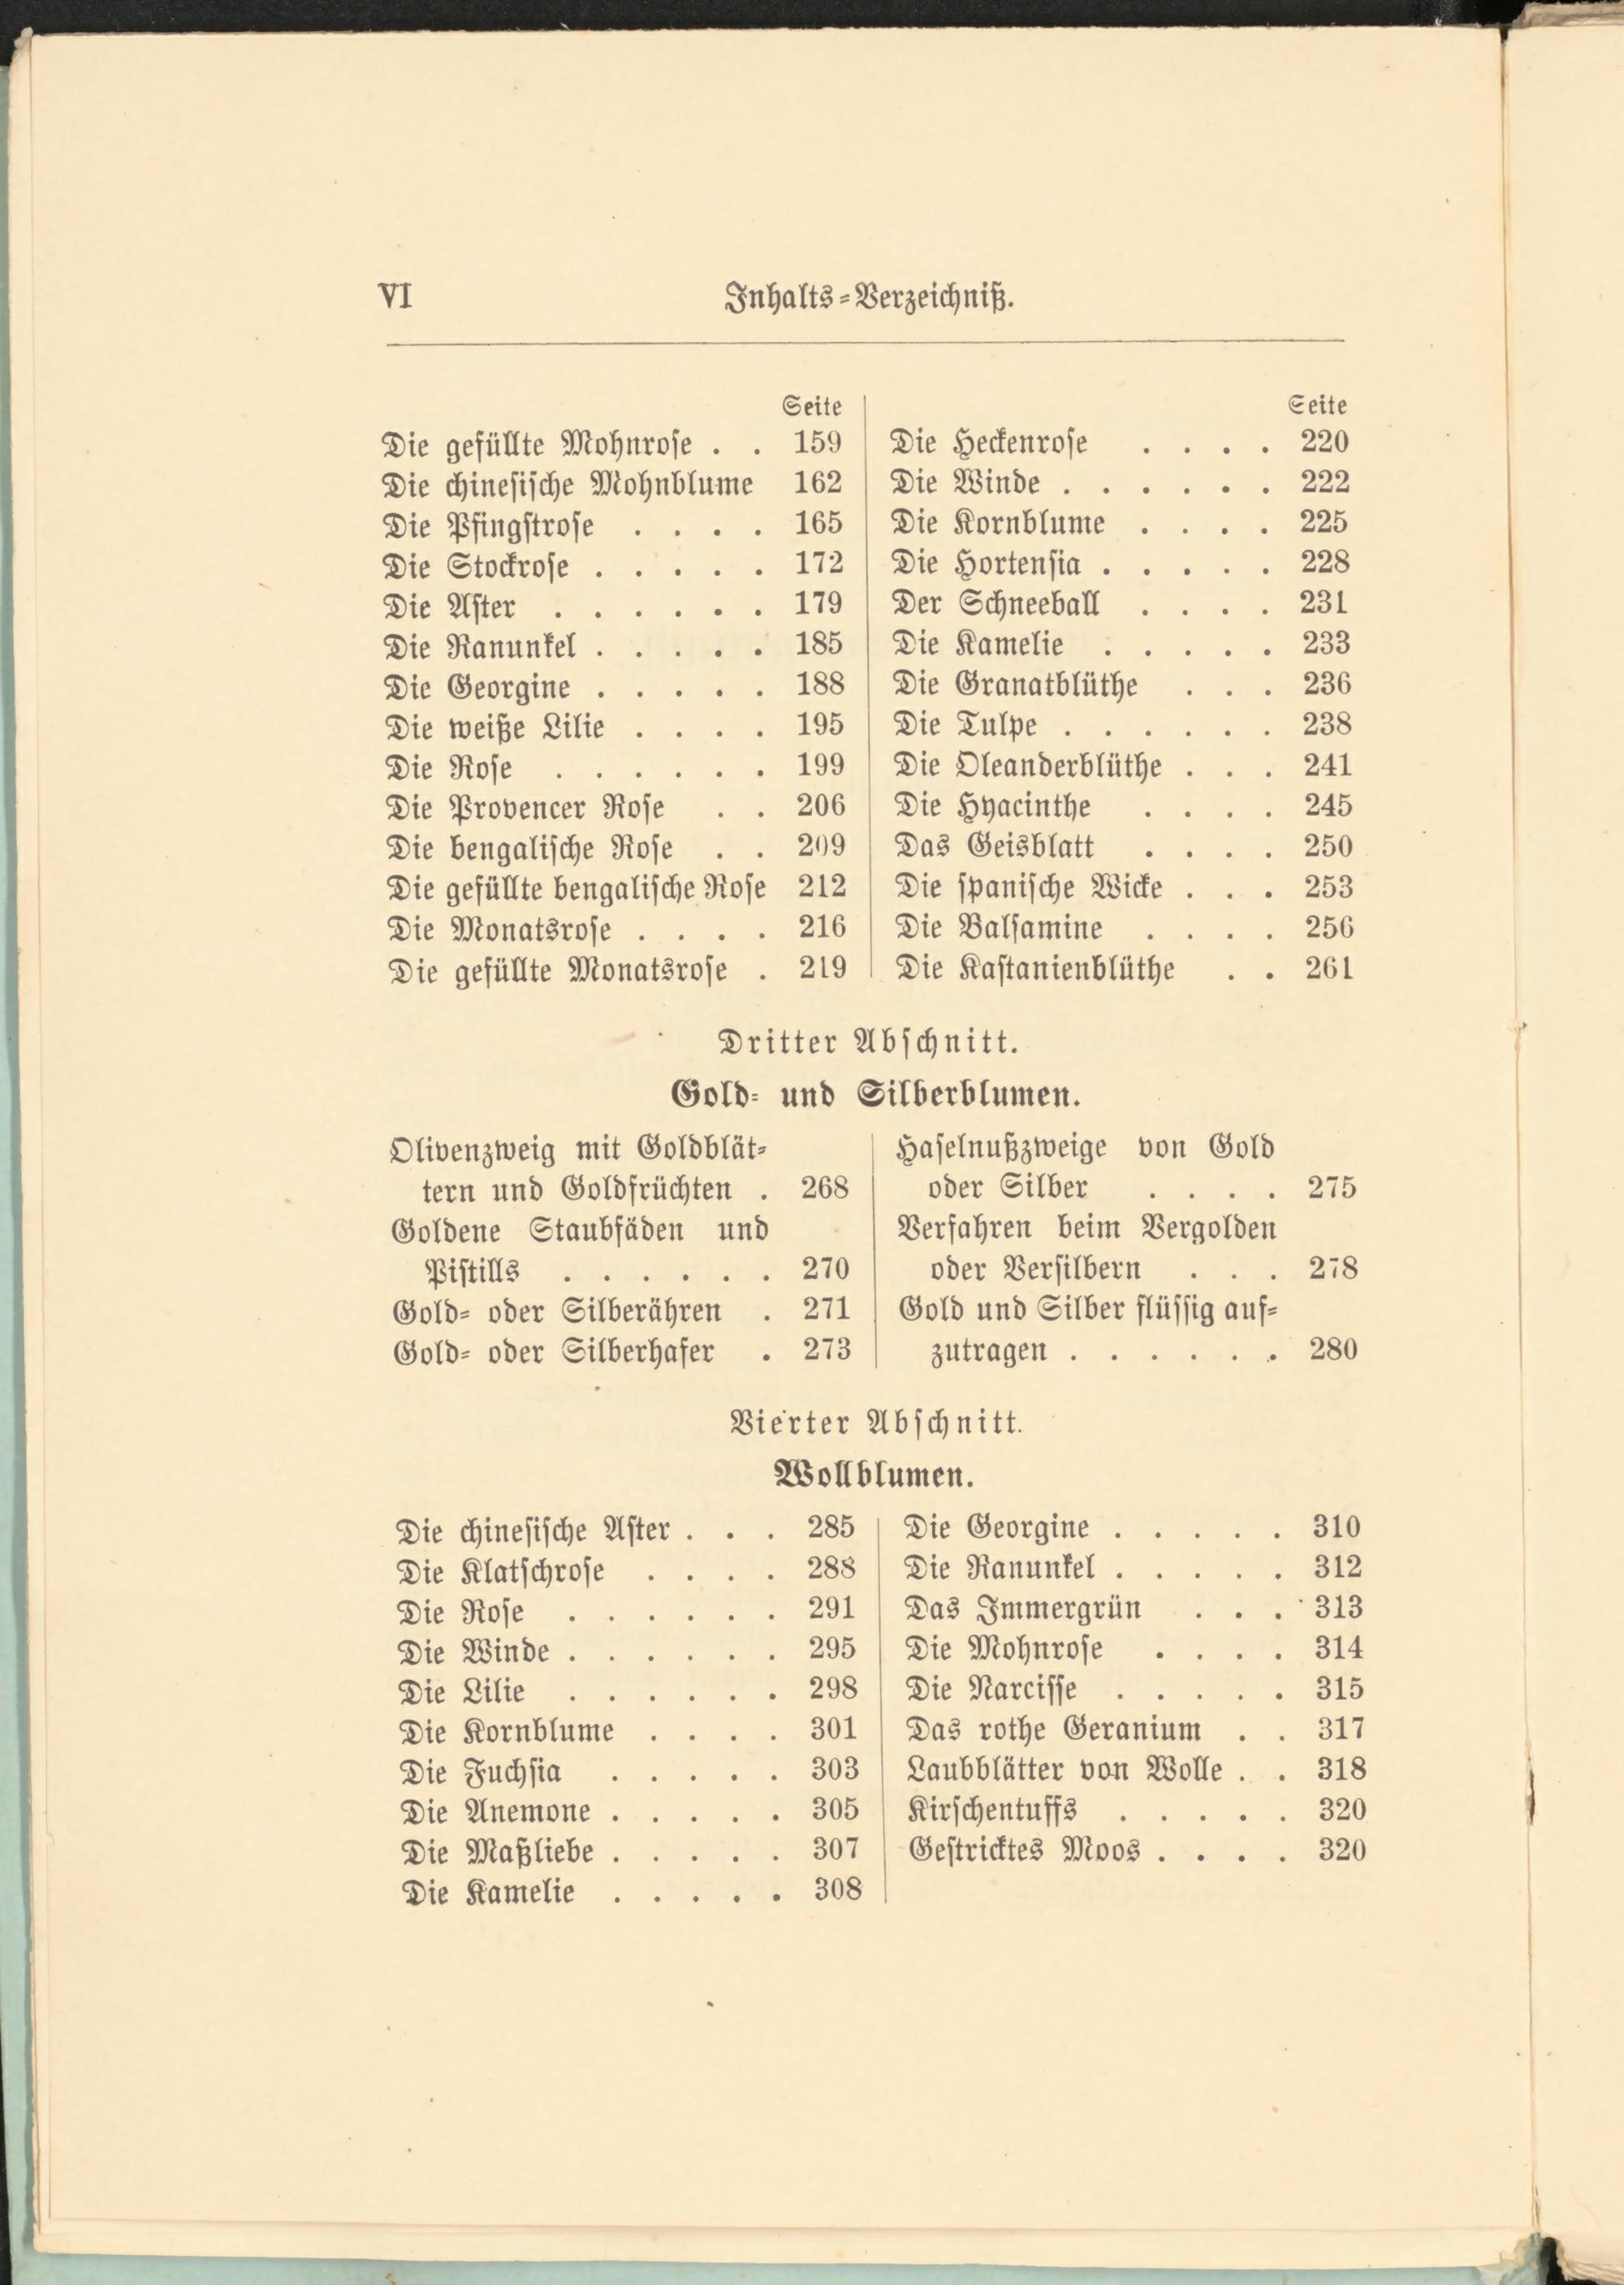 VI
Inhalts-Verzeichniß.
Seite
Die gefüllte Mohnrose . . 159
Die chinesische Mohnblume 162
Die Pfingstrose . . . . 165
Die Stockrose . . . . . 172
Die Aster . . . . . . 179
Die Ranunkel . . . . . 185
Die Georgine . . . . . 188
Die weiße Lilie . . . . 195
Die Rose . . . . . . 199
Die Provencer Rose . . 206
Die bengalische Rose . . 209
Die gefüllte bengalische Rose 212
Die Monatsrose . . . . 216
Die gefüllte Monatsrose . 219
Seite
Die Heckenrose . . . . 220
Die Winde . . . . . . 222
Die Kornblume . . . . 225
Die Hortensia . . . . . 228
Der Schneeball . . . . 231
Die Kamelie . . . . . 233
Die Granatblüthe . . . 236
Die Tulpe . . . . . . 238
Die Oleanderblüthe . . . 241
Die Hyacinthe . . . . 245
Das Geisblatt . . . . 250
Die spanische Wicke . . . 253
Die Balsamine . . . . 256
Die Kastanienblüthe . . 261
Dritter Abschnitt.
Gold- und Silberblumen.
Olivenzweig mit Goldblät-
tern und Goldfrüchten . 268
Goldene Staubfäden und
Pistills . . . . . . 270
Gold- oder Silberähren . 271
Gold- oder Silberhafer . 273
Haselnußzweige von Gold
oder Silber . . . . 275
Verfahren beim Vergolden
oder Versilbern . . . 278
Gold und Silber flüssig auf-
zutragen . . . . . . 280
Vierter Abschnitt.
Wollblumen.
Die chinesische Aster . . . 285
Die Klatschrose . . . . 288
Die Rose . . . . . . 291
Die Winde . . . . . . 295
Die Lilie . . . . . . 298
Die Kornblume . . . . 301
Die Fuchsia . . . . . 303
Die Anemone . . . . . 305
Die Maßliebe . . . . . 307
Die Kamelie . . . . . 308
Die Georgine . . . . . 310
Die Ranunkel . . . . . 312
Das Immergrün . . . 313
Die Mohnrose . . . . 314
Die Narcisse . . . . . 315
Das rothe Geranium . . 317
Laubblätter von Wolle . . 318
Kirschentuffs . . . . . 320
Gestricktes Moos . . . . 320